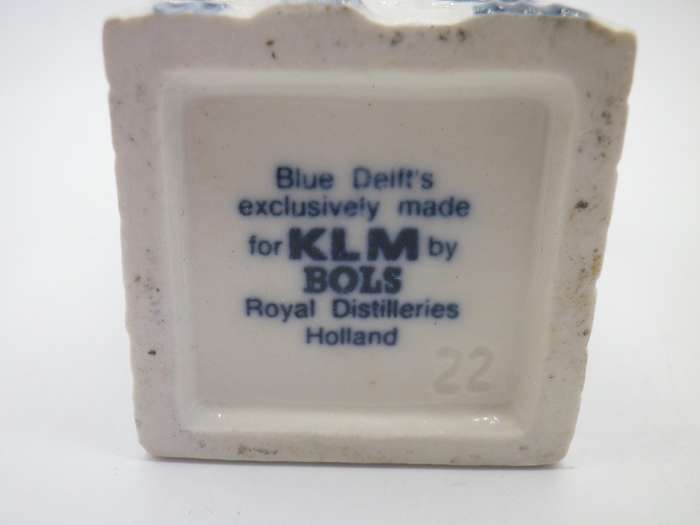 Blue Delft's
exclusively made
for KLM by
BOLS
Royal Distilleries
Holland
22